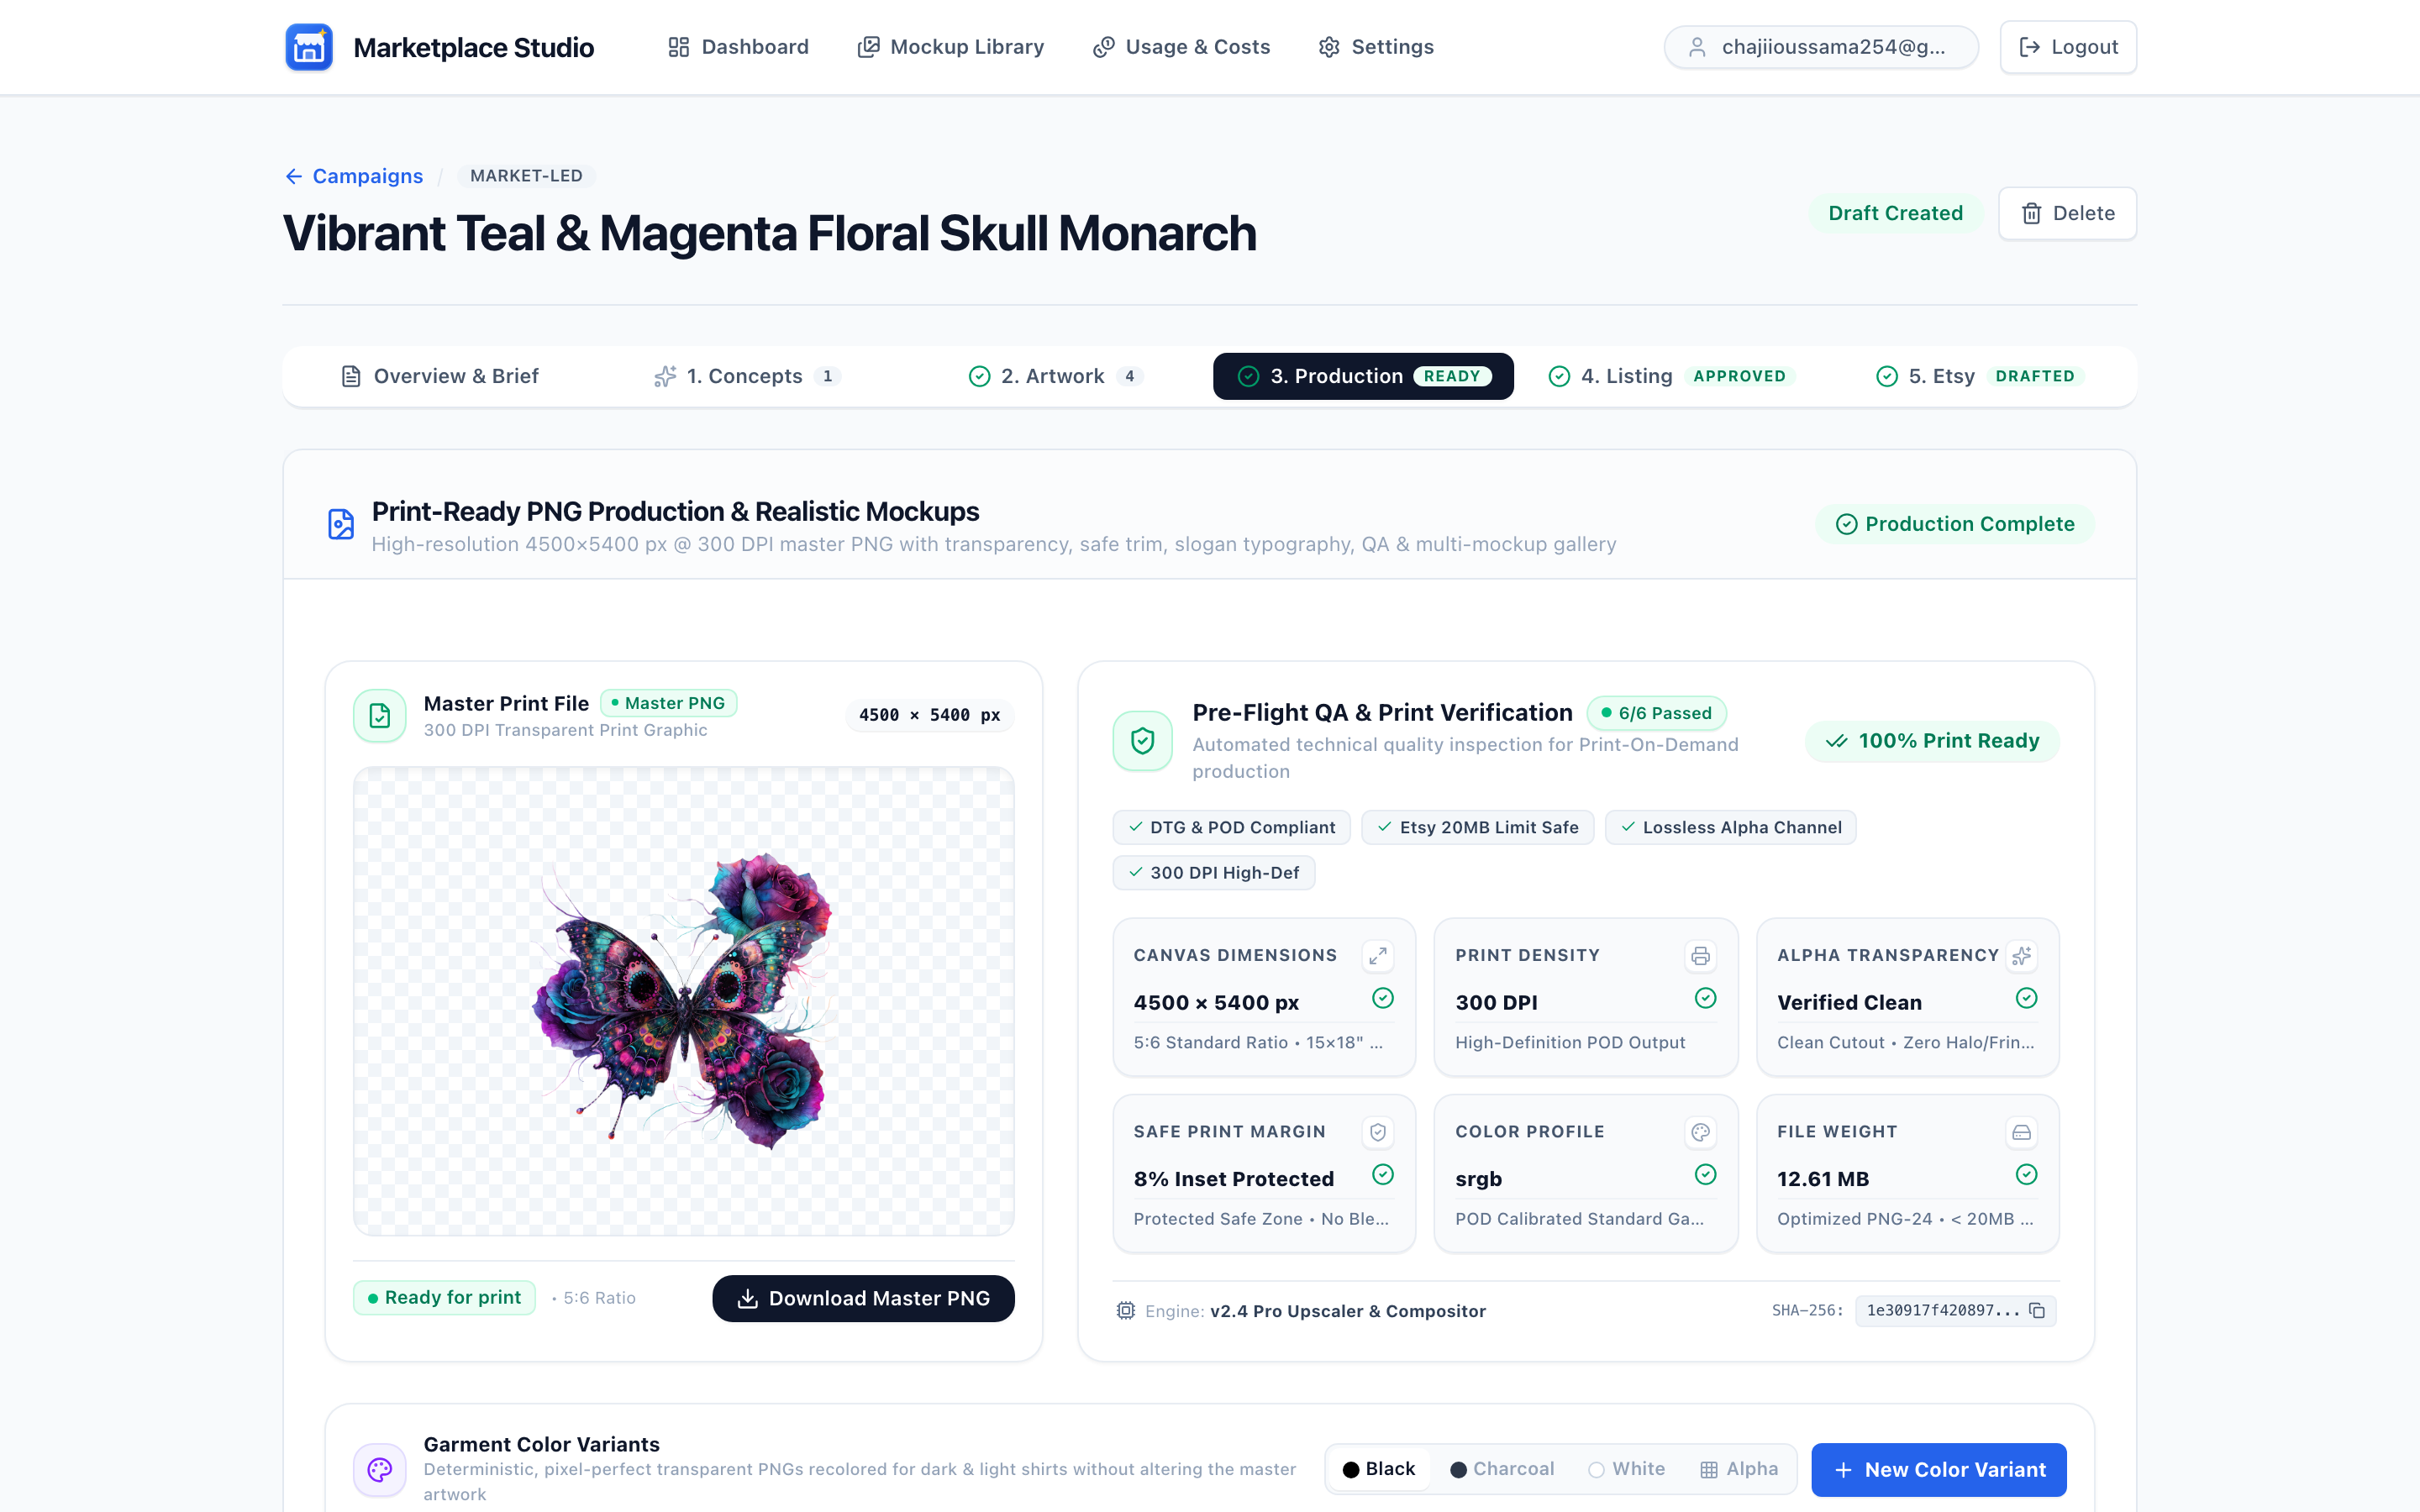 Marketplace Studio
Dashboard
Mockup Library
Usage & Costs
Settings
chajiioussama254@g...
Logout
Campaigns / MARKET-LED
Vibrant Teal & Magenta Floral Skull Monarch
Draft Created
Delete
Overview & Brief
1. Concepts 1
2. Artwork 4
3. Production READY
4. Listing APPROVED
5. Etsy DRAFTED
Print-Ready PNG Production & Realistic Mockups
High-resolution 4500×5400 px @ 300 DPI master PNG with transparency, safe trim, slogan typography, QA & multi-mockup gallery
Production Complete
Master Print File
Master PNG
300 DPI Transparent Print Graphic
4500 × 5400 px
Ready for print
• 5:6 Ratio
Download Master PNG
Pre-Flight QA & Print Verification
6/6 Passed
Automated technical quality inspection for Print-On-Demand
production
100% Print Ready
DTG & POD Compliant
Etsy 20MB Limit Safe
Lossless Alpha Channel
300 DPI High-Def
CANVAS DIMENSIONS
4500 × 5400 px
5:6 Standard Ratio • 15×18" ...
PRINT DENSITY
300 DPI
High-Definition POD Output
ALPHA TRANSPARENCY
Verified Clean
Clean Cutout • Zero Halo/Frin...
SAFE PRINT MARGIN
8% Inset Protected
Protected Safe Zone • No Ble...
COLOR PROFILE
srgb
POD Calibrated Standard Ga...
FILE WEIGHT
12.61 MB
Optimized PNG-24 • < 20MB ...
Engine: v2.4 Pro Upscaler & Compositor
SHA-256: 1e30917f420897...
Garment Color Variants
Deterministic, pixel-perfect transparent PNGs recolored for dark & light shirts without altering the master
artwork
Black
Charcoal
White
Alpha
New Color Variant